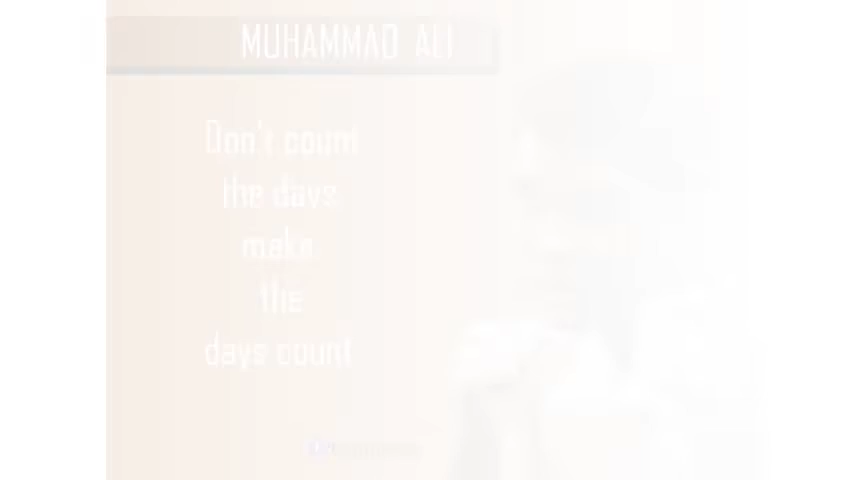 MUHAMMAD ALI
Don't count
the days
make
the
days count